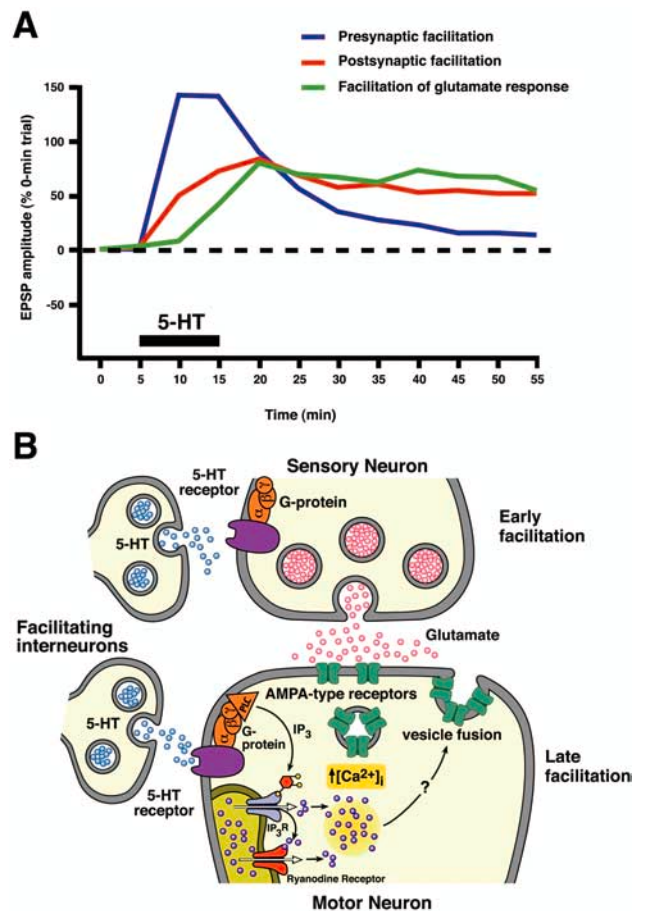 A
Presynaptic facilitation
Postsynaptic facilitation
Facilitation of glutamate response
EPSP amplitude (% 0-min trial)
150
100
50
0
-50
5-HT
0 5 10 15 20 25 30 35 40 45 50 55
Time (min)
B
Sensory Neuron
5-HT
receptor
G-protein
α β γ
5-HT
Early
facilitation
Facilitating
interneurons
Glutamate
AMPA-type receptors
vesicle fusion
5-HT
α β γ PLC
G-
protein
IP3
↑[Ca2+]i
?
Late
facilitation
5-HT
receptor
IP3R
Ryanodine Receptor
Motor Neuron